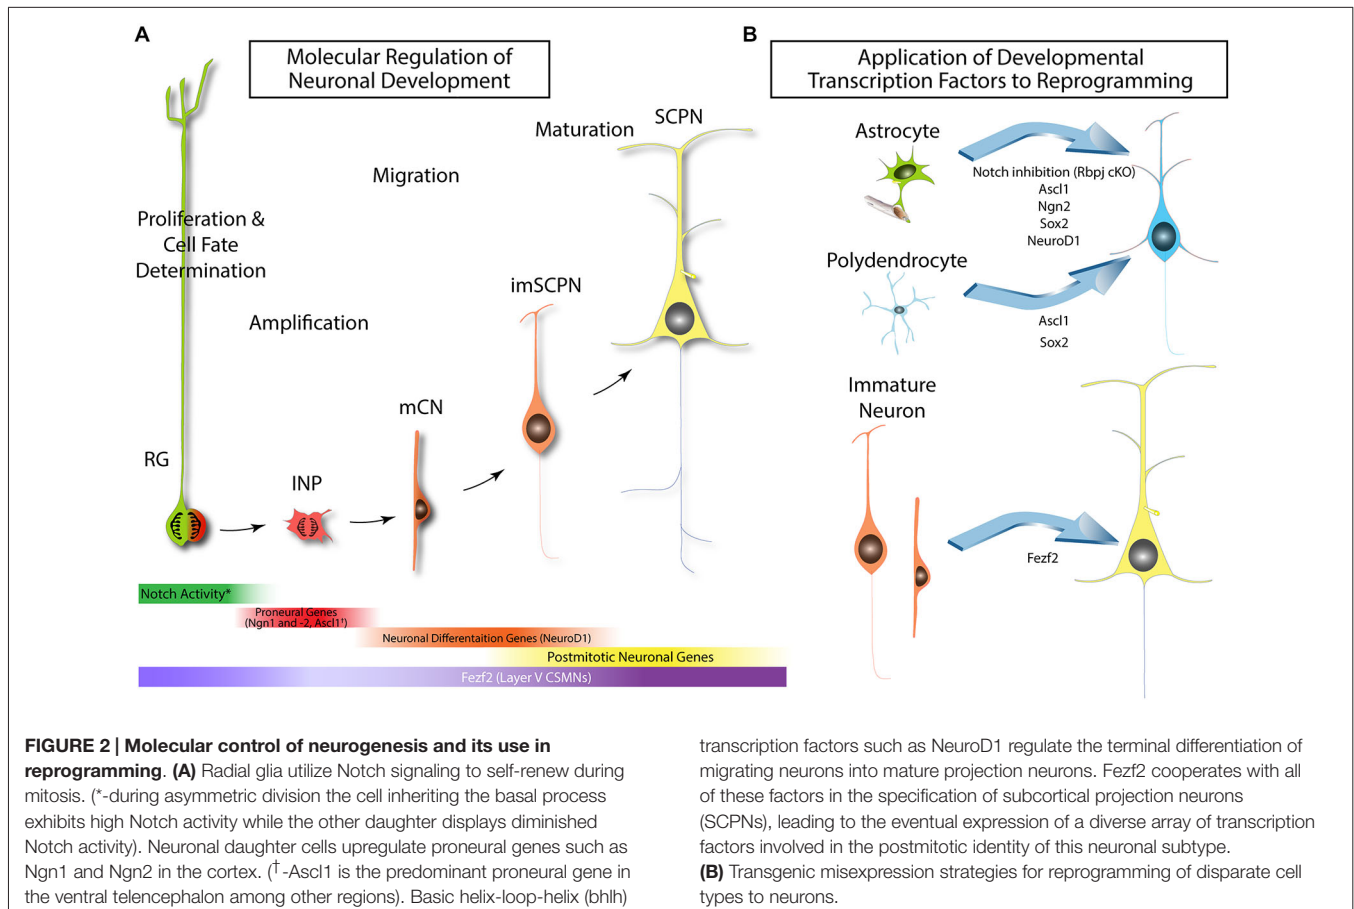 A
Molecular Regulation of
Neuronal Development
Proliferation &
Cell Fate
Determination
Amplification
Migration
Maturation
SCPN
imSCPN
mCN
INP
RG
Notch Activity*
Proneural Genes
(Ngn1 and -2, Ascl1†)
Neuronal Differentaition Genes (NeuroD1)
Postmitotic Neuronal Genes
Fezf2 (Layer V CSMNs)
B
Application of Developmental
Transcription Factors to Reprogramming
Astrocyte
Notch inhibition (Rbpj cKO)
Ascl1
Ngn2
Sox2
NeuroD1
Polydendrocyte
Ascl1
Sox2
Immature
Neuron
Fezf2
FIGURE 2 | Molecular control of neurogenesis and its use in
reprogramming. (A) Radial glia utilize Notch signaling to self-renew during
mitosis. (*-during asymmetric division the cell inheriting the basal process
exhibits high Notch activity while the other daughter displays diminished
Notch activity). Neuronal daughter cells upregulate proneural genes such as
Ngn1 and Ngn2 in the cortex. (†-Ascl1 is the predominant proneural gene in
the ventral telencephalon among other regions). Basic helix-loop-helix (bhlh)
transcription factors such as NeuroD1 regulate the terminal differentiation of
migrating neurons into mature projection neurons. Fezf2 cooperates with all
of these factors in the specification of subcortical projection neurons
(SCPNs), leading to the eventual expression of a diverse array of transcription
factors involved in the postmitotic identity of this neuronal subtype.
(B) Transgenic misexpression strategies for reprogramming of disparate cell
types to neurons.